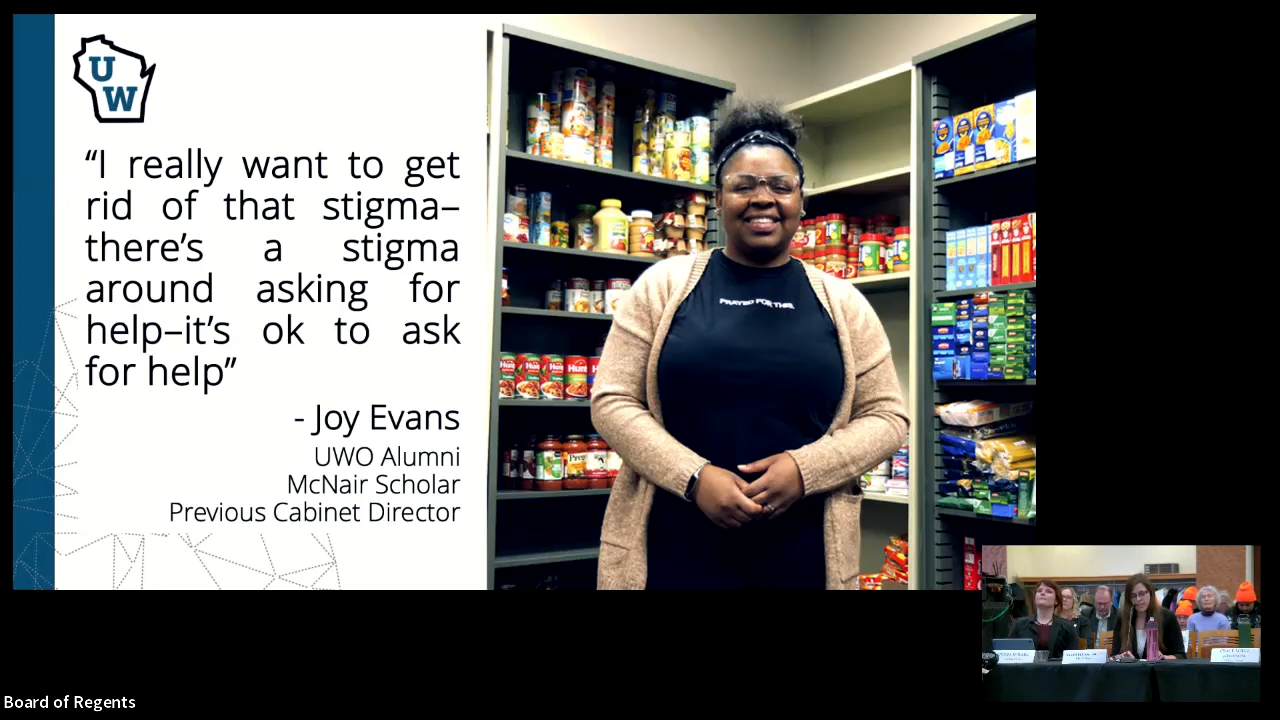 U
W
“I really want to get
rid of that stigma–
there’s a stigma
around asking for
help–it’s ok to ask
for help”
- Joy Evans
UWO Alumni
McNair Scholar
Previous Cabinet Director
PRAYED FOR THIS.
Board of Regents